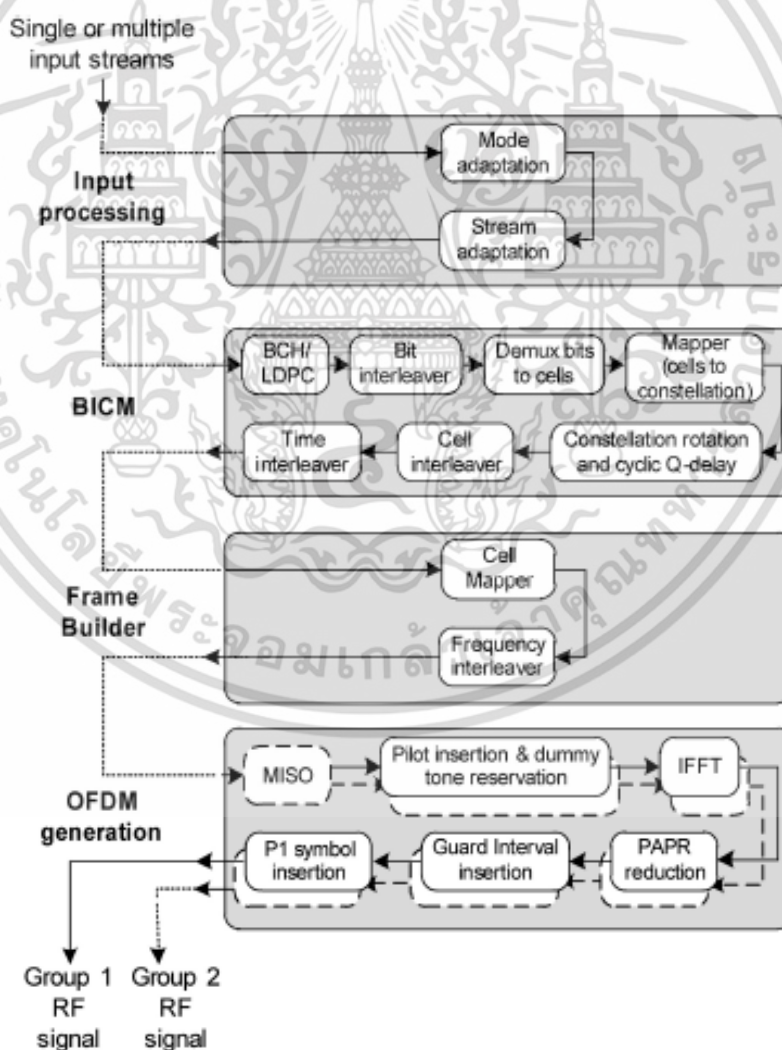 Single or multiple
input streams
Input
processing
Mode
adaptation
Stream
adaptation
BICM
BCH/
LDPC
Bit
interleaver
Demux bits
to cells
Mapper
(cells to
constellation)
Time
interleaver
Cell
interleaver
Constellation rotation
and cyclic Q-delay
Frame
Builder
Cell
Mapper
Frequency
interleaver
OFDM
generation
MISO
Pilot insertion & dummy
tone reservation
IFFT
P1 symbol
insertion
Guard Interval
insertion
PAPR
reduction
Group 1
RF
signal
Group 2
RF
signal